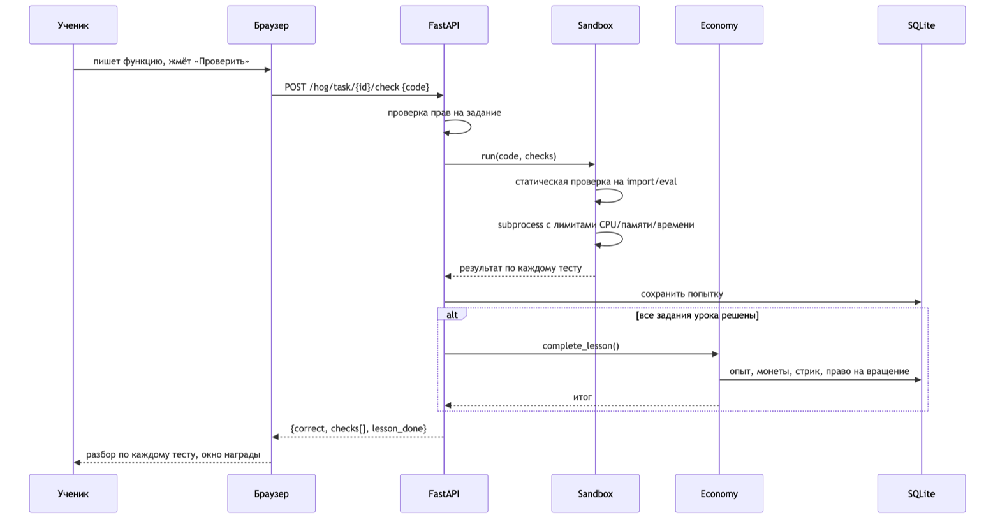 Ученик
Браузер
FastAPI
Sandbox
Economy
SQLite
пишет функцию, жмёт «Проверить»
POST /hog/task/{id}/check {code}
проверка прав на задание
run(code, checks)
статическая проверка на import/eval
subprocess с лимитами CPU/памяти/времени
результат по каждому тесту
сохранить попытку
alt
[все задания урока решены]
complete_lesson()
опыт, монеты, стрик, право на вращение
итог
{correct, checks[], lesson_done}
разбор по каждому тесту, окно награды
Ученик
Браузер
FastAPI
Sandbox
Economy
SQLite